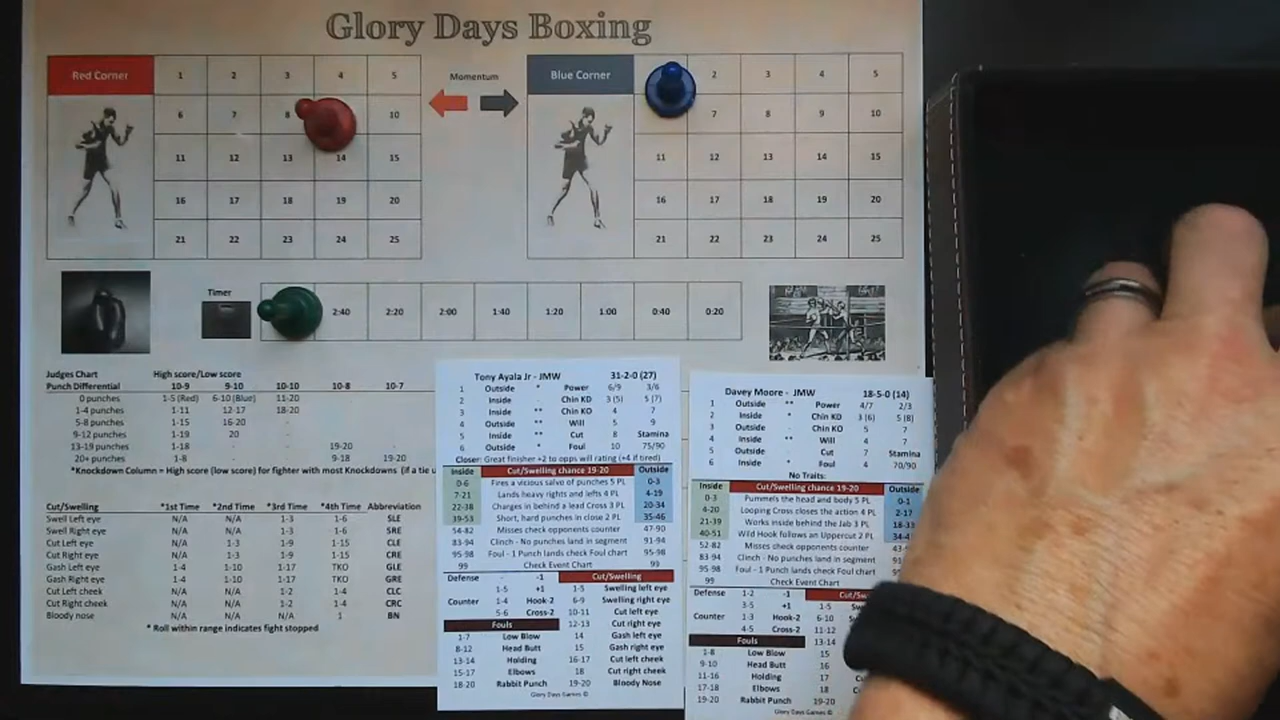 Glory Days Boxing
Red Corner 1 2 3 4 5
6 7 8 10
11 12 13 14 15
16 17 18 19 20
21 22 23 24 25
Momentum
Blue Corner 2 3 4 5
7 8 9 10
11 12 13 14 15
16 17 18 19 20
21 22 23 24 25
Timer
2:40 2:20 2:00 1:40 1:20 1:00 0:40 0:20
Judges Chart High score/Low score
Punch Differential 10-9 9-10 10-10 10-8 10-7
0 punches 1-5 (Red) 6-10 (Blue) 11-20
1-4 punches 1-11 12-17 18-20
5-8 punches 1-15 16-20 -
9-12 punches 1-19 20 -
13-19 punches 1-18 - - 19-20 -
20+ punches 1-8 - - 9-18 19-20
*Knockdown Column = High score (low score) for fighter with most Knockdowns (if a tie u
Cut/Swelling *1st Time *2nd Time *3rd Time *4th Time Abbreviation
Swell Left eye N/A N/A 1-3 1-6 SLE
Swell Right eye N/A N/A 1-3 1-6 SRE
Cut Left eye N/A 1-3 1-9 1-15 CLE
Cut Right eye N/A 1-3 1-9 1-15 CRE
Gash Left eye 1-4 1-10 1-17 TKO GLE
Gash Right eye 1-4 1-10 1-17 TKO GRE
Cut Left cheek N/A N/A 1-2 1-4 CLC
Cut Right cheek N/A N/A 1-2 1-4 CRC
Bloody nose N/A N/A N/A 1 BN
* Roll within range indicates fight stopped
Tony Ayala Jr - JMW 31-2-0 (27)
1 Outside * Power 6/9 3/6
2 Inside - Chin KD 3 (5) 5 (7)
3 Inside ** Chin KO 4 7
4 Outside ** Will 5 9
5 Inside ** Cut 8 Stamina
6 Outside * Foul 10 75/90
Closer: Great finisher +2 to opps will rating (+4 if tired)
Inside Cut/Swelling chance 19-20 Outside
0-6 Fires a vicious salvo of punches 5 PL 0-3
7-21 Lands heavy rights and lefts 4 PL 4-19
22-38 Charges in behind a lead Cross 3 PL 20-34
39-53 Short, hard punches in close 2 PL 35-46
54-82 Misses check opponents counter 47-90
83-94 Clinch - No punches land in segment 91-94
95-98 Foul - 1 Punch lands check Foul chart 95-98
99 Check Event Chart 99
Defense - -1 Cut/Swelling
1-5 +1 1-5 Swelling left eye
Counter 1-4 Hook-2 6-9 Swelling right eye
5-6 Cross-2 10-11 Cut left eye
Fouls 12-13 Cut right eye
1-7 Low Blow 14 Gash left eye
8-12 Head Butt 15 Gash right eye
13-14 Holding 16-17 Cut left cheek
15-17 Elbows 18 Cut right cheek
18-20 Rabbit Punch 19-20 Bloody Nose
Glory Days Games ©
Davey Moore - JMW 18-5-0 (14)
1 Outside ** Power 4/7 2/3
2 Inside * Chin KD 3 (6) 5 (8)
3 Outside - Chin KO 5 7
4 Inside ** Will 4 7
5 Outside ** Cut 7 Stamina
6 Inside * Foul 4 70/90
No Traits:
Inside Cut/Swelling chance 19-20 Outside
0-3 Pummels the head and body 5 PL 0-1
4-20 Looping Cross closes the action 4 PL 2-17
21-39 Works inside behind the Jab 3 PL 18-33
40-51 Wild Hook follows an Uppercut 2 PL 34-4
52-82 Misses check opponents counter
83-94 Clinch - No punches land in segment
95-98 Foul - 1 Punch lands check Foul chart
99 Check Event Chart
Defense 1-2 -1 Cut/Sw
3-5 +1 1-5
Counter 1-3 Hook-2 6-10
4-5 Cross-2 11-12
Fouls 13-14
1-8 Low Blow 15
9-10 Head Butt 16
11-16 Holding 17
17-18 Elbows 18
19-20 Rabbit Punch 19-20
Glory Days Games ©